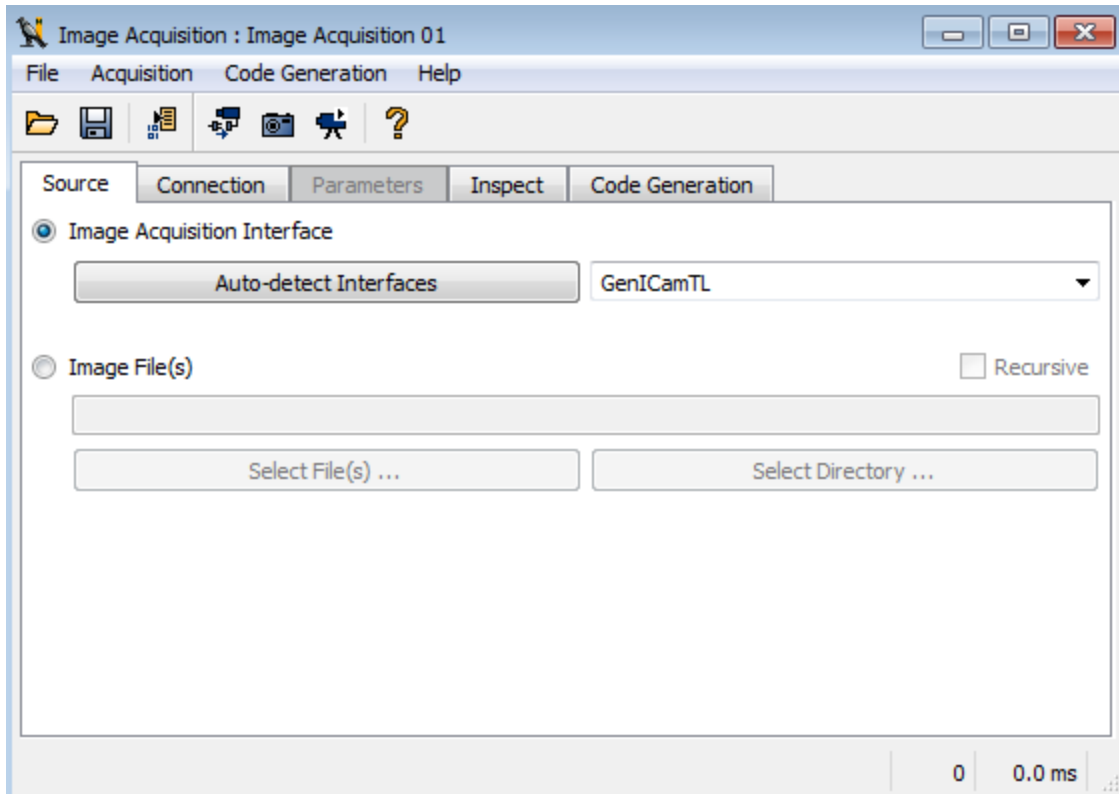 Image Acquisition : Image Acquisition 01
File Acquisition Code Generation Help
Source Connection Parameters Inspect Code Generation
Image Acquisition Interface
Auto-detect Interfaces GenICamTL
Image File(s) Recursive
Select File(s) ... Select Directory ...
0 0.0 ms